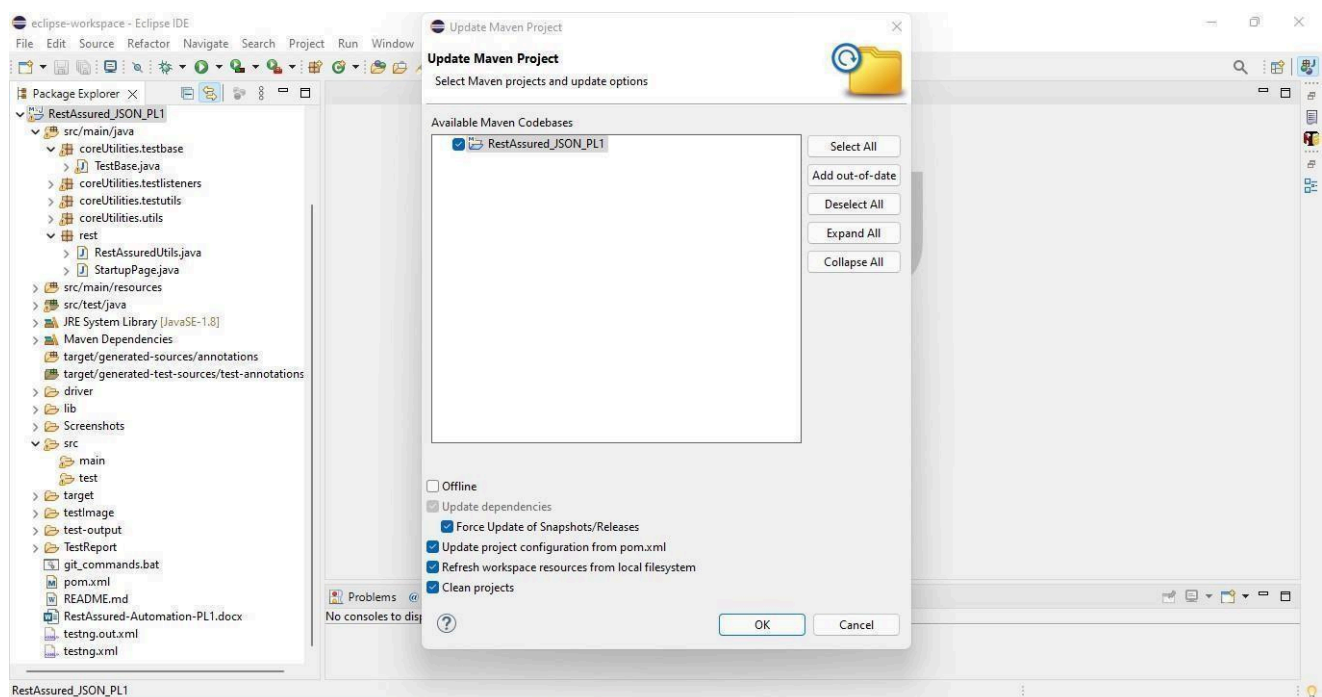 eclipse-workspace - Eclipse IDE
File Edit Source Refactor Navigate Search Project Run Window
Package Explorer
RestAssured_JSON_PL1
src/main/java
coreUtilities.testbase
TestBase.java
coreUtilities.testlisteners
coreUtilities.testutils
coreUtilities.utils
rest
RestAssuredUtils.java
StartupPage.java
src/main/resources
src/test/java
JRE System Library [JavaSE-1.8]
Maven Dependencies
target/generated-sources/annotations
target/generated-test-sources/test-annotations
driver
lib
Screenshots
src
main
test
target
testImage
test-output
TestReport
git_commands.bat
pom.xml
README.md
RestAssured-Automation-PL1.docx
testng.out.xml
testng.xml
Update Maven Project
Update Maven Project
Select Maven projects and update options
Available Maven Codebases
RestAssured_JSON_PL1
Select All
Add out-of-date
Deselect All
Expand All
Collapse All
Offline
Update dependencies
Force Update of Snapshots/Releases
Update project configuration from pom.xml
Refresh workspace resources from local filesystem
Clean projects
OK Cancel
Problems @
No consoles to dis
RestAssured_JSON_PL1